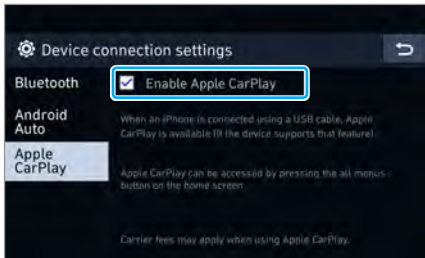 Device connection settings
Bluetooth
Enable Apple CarPlay
Android
Auto
When an iPhone is connected using a USB cable, Apple
CarPlay is available (if the device supports that feature).
Apple
CarPlay
Apple CarPlay can be accessed by pressing the all menus
button on the home screen.
Carrier fees may apply when using Apple CarPlay.